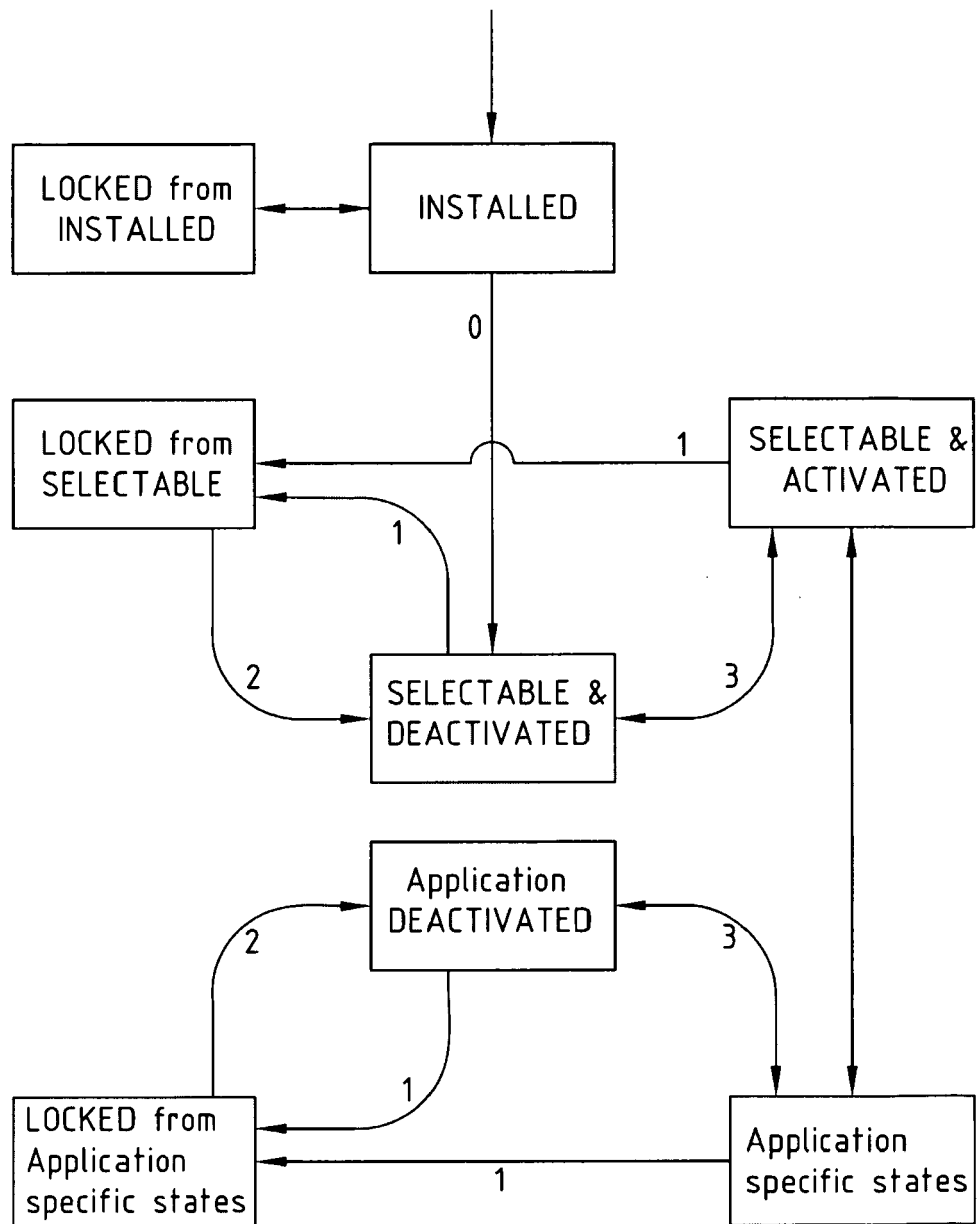 LOCKED from
INSTALLED
INSTALLED
0
LOCKED from
SELECTABLE
1
SELECTABLE &
ACTIVATED
1
2
SELECTABLE &
DEACTIVATED
3
Application
DEACTIVATED
2
3
1
LOCKED from
Application
specific states
1
Application
specific states